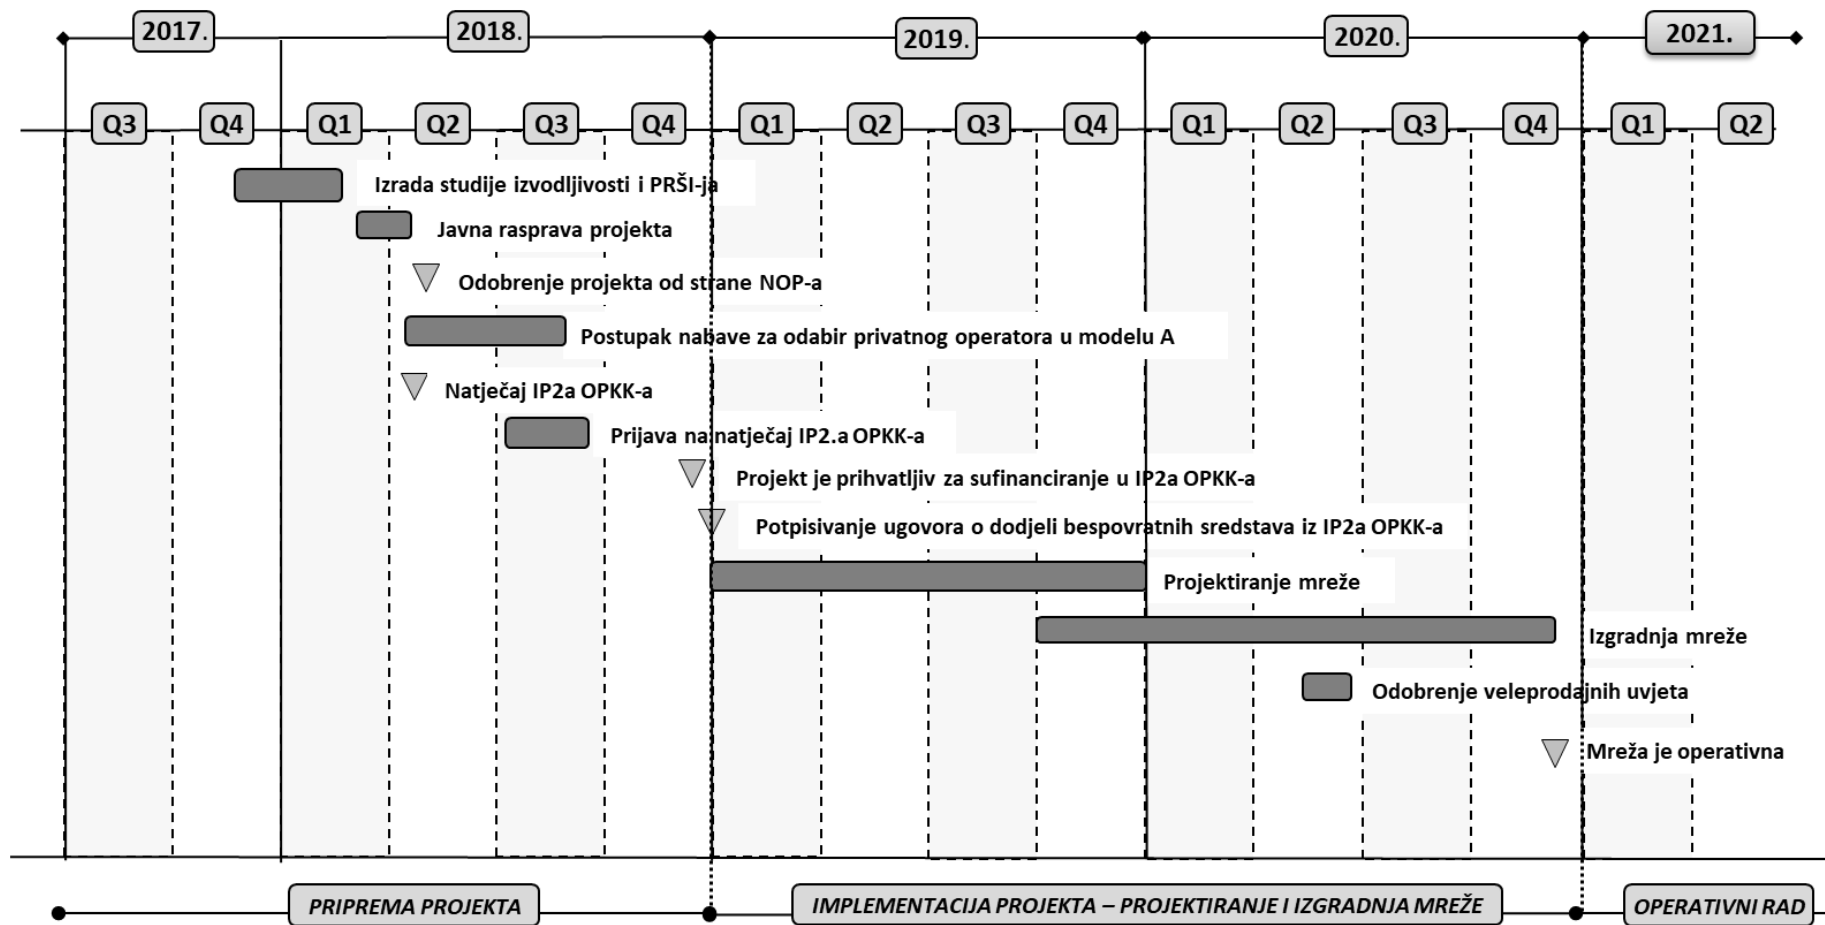 2017.
2018.
2019.
2020.
2021.
Q3
Q4
Q1
Q2
Q3
Q4
Q1
Q2
Q3
Q4
Q1
Q2
Q3
Q4
Q1
Q2
Izrada studije izvodljivosti i PRŠI-ja
Javna rasprava projekta
Odobrenje projekta od strane NOP-a
Postupak nabave za odabir privatnog operatora u modelu A
Natječaj IP2a OPKK-a
Prijava na natječaj IP2.a OPKK-a
Projekt je prihvatljiv za sufinanciranje u IP2a OPKK-a
Potpisivanje ugovora o dodjeli bespovratnih sredstava iz IP2a OPKK-a
Projektiranje mreže
Izgradnja mreže
Odobrenje veleprodajnih uvjeta
Mreža je operativna
PRIPREMA PROJEKTA
IMPLEMENTACIJA PROJEKTA – PROJEKTIRANJE I IZGRADNJA MREŽE
OPERATIVNI RAD